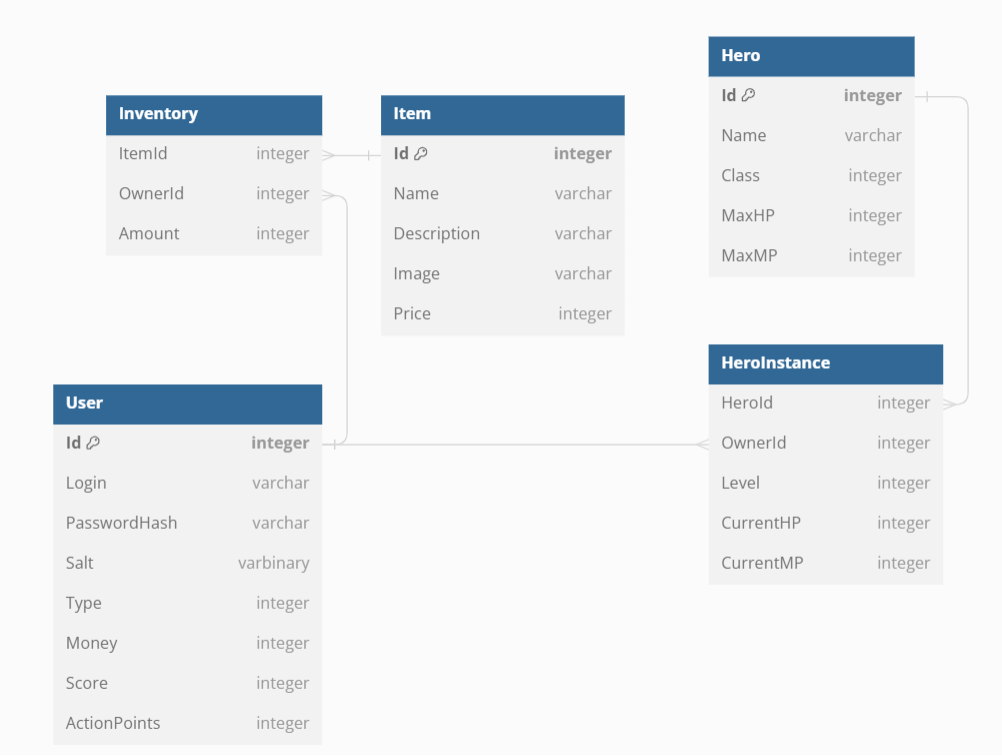 Inventory
ItemId integer
OwnerId integer
Amount integer
Item
Id integer
Name varchar
Description varchar
Image varchar
Price integer
Hero
Id integer
Name varchar
Class integer
MaxHP integer
MaxMP integer
User
Id integer
Login varchar
PasswordHash varchar
Salt varbinary
Type integer
Money integer
Score integer
ActionPoints integer
HeroInstance
HeroId integer
OwnerId integer
Level integer
CurrentHP integer
CurrentMP integer